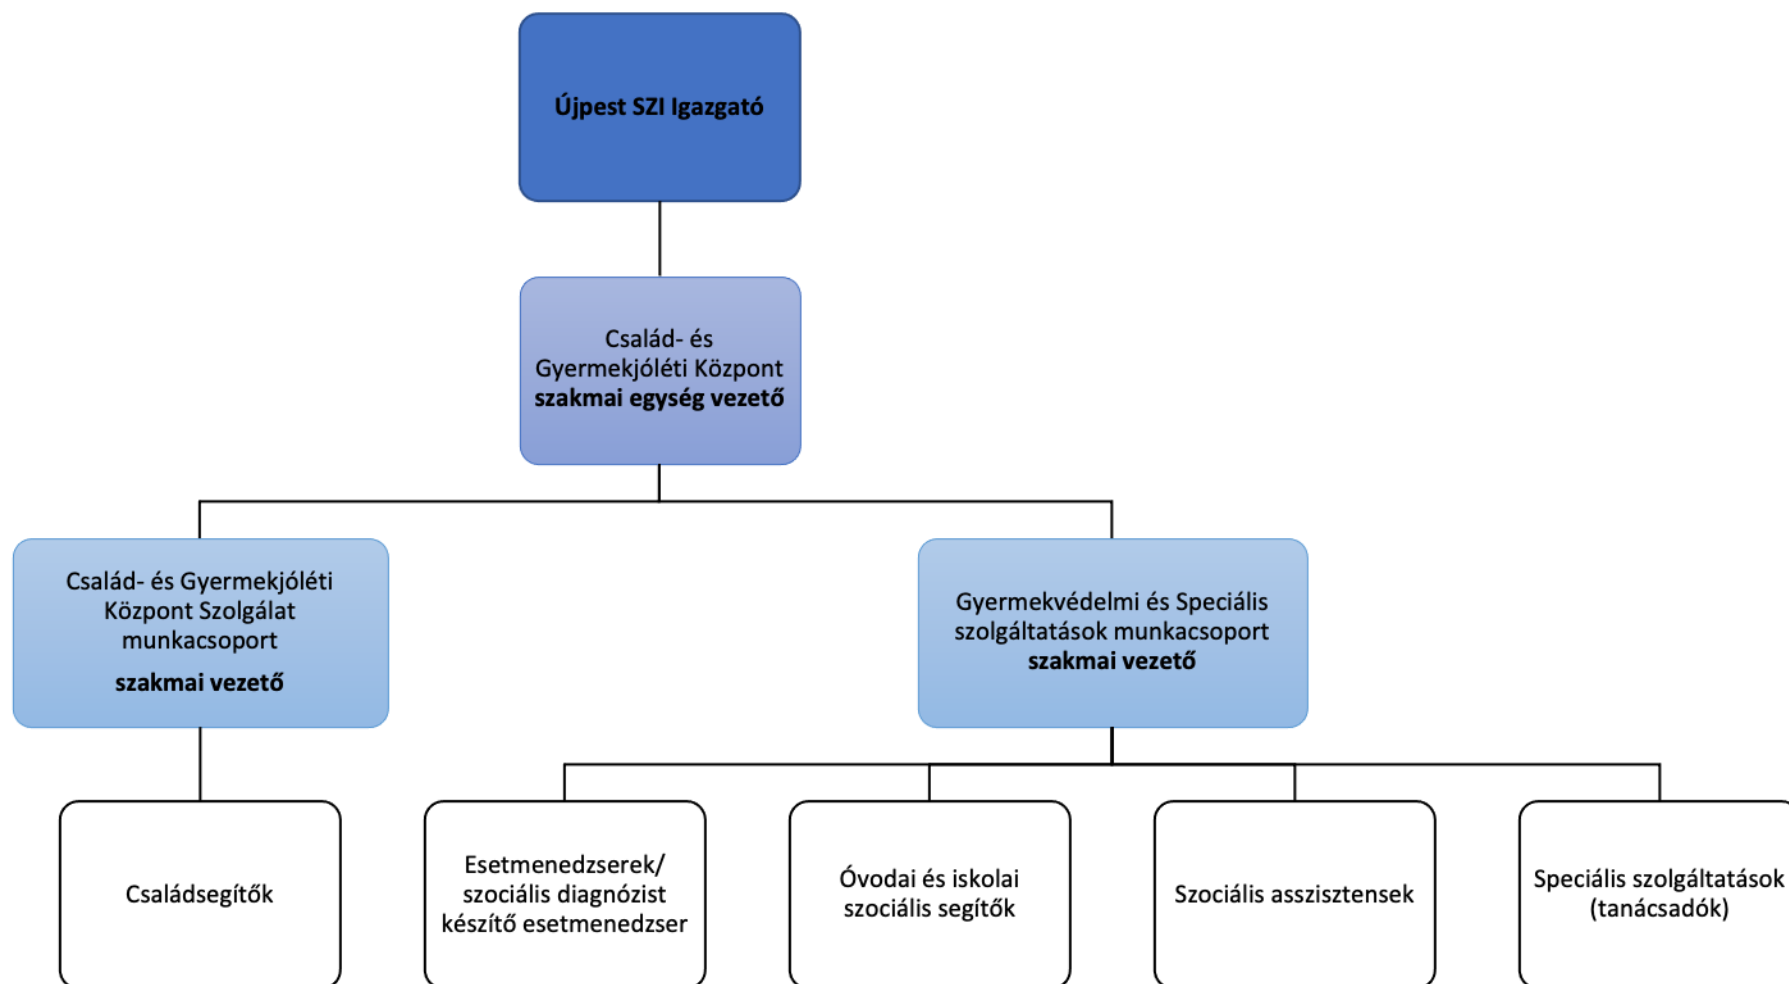 Újpest SZI Igazgató
Család- és
Gyermekjóléti Központ
szakmai egység vezető
Család- és Gyermekjóléti
Központ Szolgálat
munkacsoport
szakmai vezető
Gyermekvédelmi és Speciális
szolgáltatások munkacsoport
szakmai vezető
Családsegítők
Esetmenedzserek/
szociális diagnózist
készítő esetmenedzser
Óvodai és iskolai
szociális segítők
Szociális asszisztensek
Speciális szolgáltatások
(tanácsadók)